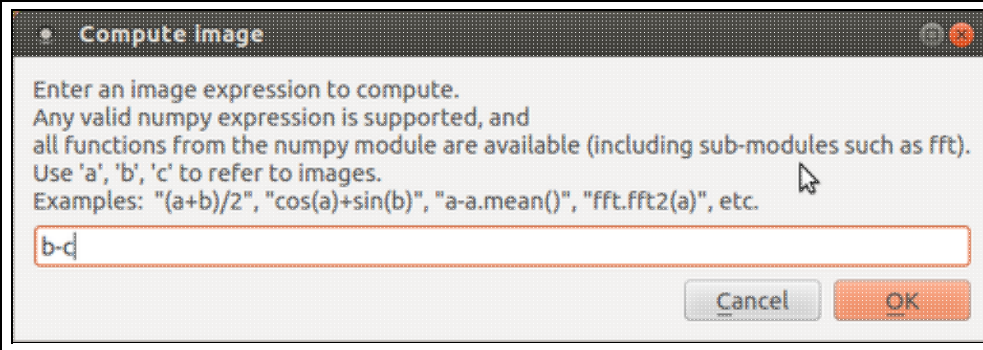 Compute image
Enter an image expression to compute.
Any valid numpy expression is supported, and
all functions from the numpy module are available (including sub-modules such as fft).
Use 'a', 'b', 'c' to refer to images.
Examples:  "(a+b)/2", "cos(a)+sin(b)", "a-a.mean()", "fft.fft2(a)", etc.
b-c
Cancel
OK